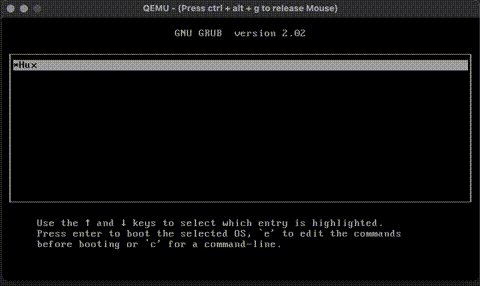 QEMU - (Press ctrl + alt + g to release Mouse)
GNU GRUB  version 2.02
*Hux
Use the ↑ and ↓ keys to select which entry is highlighted.
Press enter to boot the selected OS, `e' to edit the commands
before booting or `c' for a command-line.